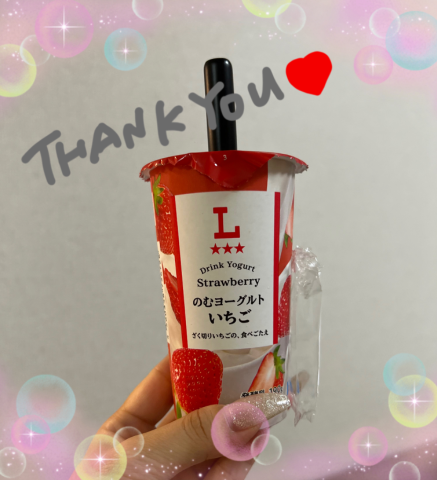 THANK YOU
L
Drink Yogurt
Strawberry
のむヨーグルト
いちご
ざく切りいちごの、食べごたえ